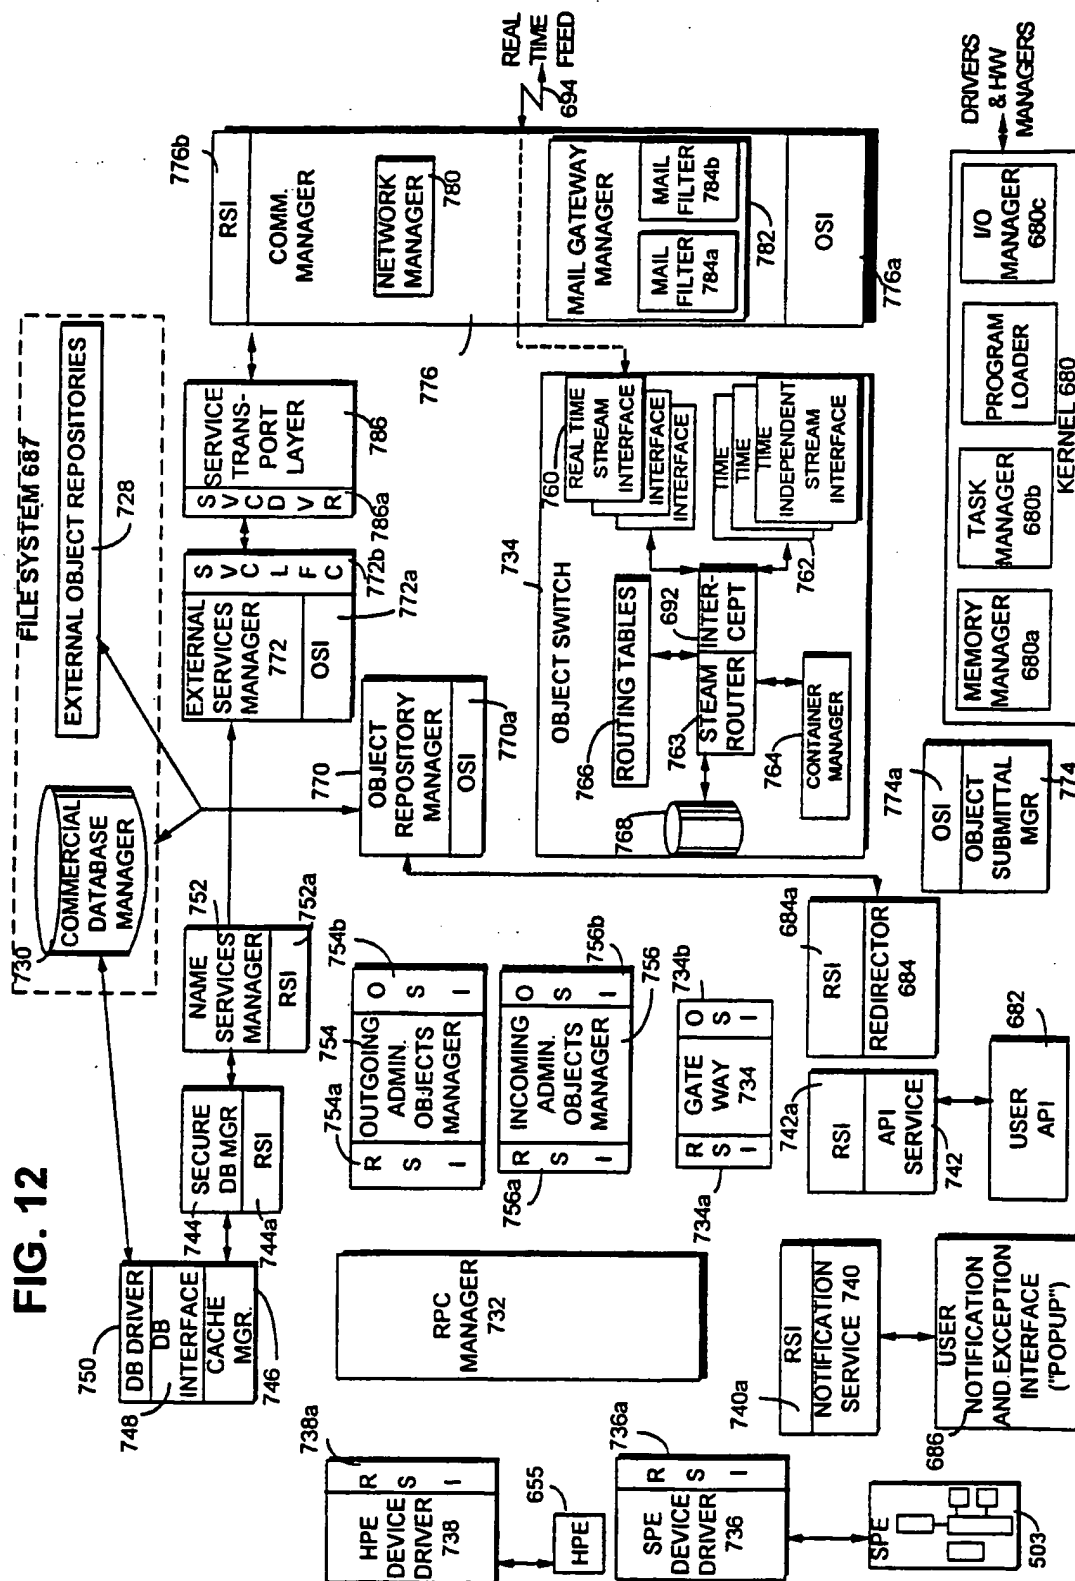 FIG. 12
FILE SYSTEM 687
EXTERNAL OBJECT REPOSITORIES
728
COMMERCIAL
DATABASE
MANAGER
730
750
DB DRIVER
DB
INTERFACE
CACHE
MGR.
748
746
744
SECURE
DB MGR
RSI
744a
752
NAME
SERVICES
MANAGER
RSI
752a
EXTERNAL
SERVICES
MANAGER
772
OSI
S
V
C
L
F
C
772b
772a
S
V
C
D
V
R
786a
SERVICE
TRANS-
PORT
LAYER
786
776b
RSI
COMM.
MANAGER
NETWORK
MANAGER
780
776
MAIL GATEWAY
MANAGER
MAIL
FILTER
784a
MAIL
FILTER
784b
782
OSI
776a
REAL
TIME
FEED
694
738a
HPE
DEVICE
DRIVER
738
R
S
I
655
HPE
736a
SPE
DEVICE
DRIVER
736
R
S
I
SPE
503
RPC
MANAGER
732
754a
754
754b
R
S
I
OUTGOING
ADMIN.
OBJECTS
MANAGER
O
S
I
756a
R
S
I
INCOMING
ADMIN.
OBJECTS
MANAGER
O
S
I
756b
756
734a
R
S
I
GATE
WAY
734
O
S
I
734b
770
OBJECT
REPOSITORY
MANAGER
OSI
770a
734
OBJECT SWITCH
760
REAL TIME
STREAM
INTERFACE
INTERFACE
INTERFACE
TIME
TIME
TIME
INDEPENDENT
STREAM
INTERFACE
762
766
ROUTING TABLES
692
763
STEAM
ROUTER
INTER-
CEPT
764
CONTAINER
MANAGER
768
740a
RSI
NOTIFICATION
SERVICE 740
686
USER
NOTIFICATION
AND.EXCEPTION
INTERFACE
("POPUP")
742a
RSI
API
SERVICE
742
682
USER
API
684a
RSI
REDIRECTOR
684
774a
OSI
OBJECT
SUBMITTAL
MGR
774
MEMORY
MANAGER
680a
TASK
MANAGER
680b
PROGRAM
LOADER
I/O
MANAGER
680c
KERNEL 680
DRIVERS
& H/W
MANAGERS